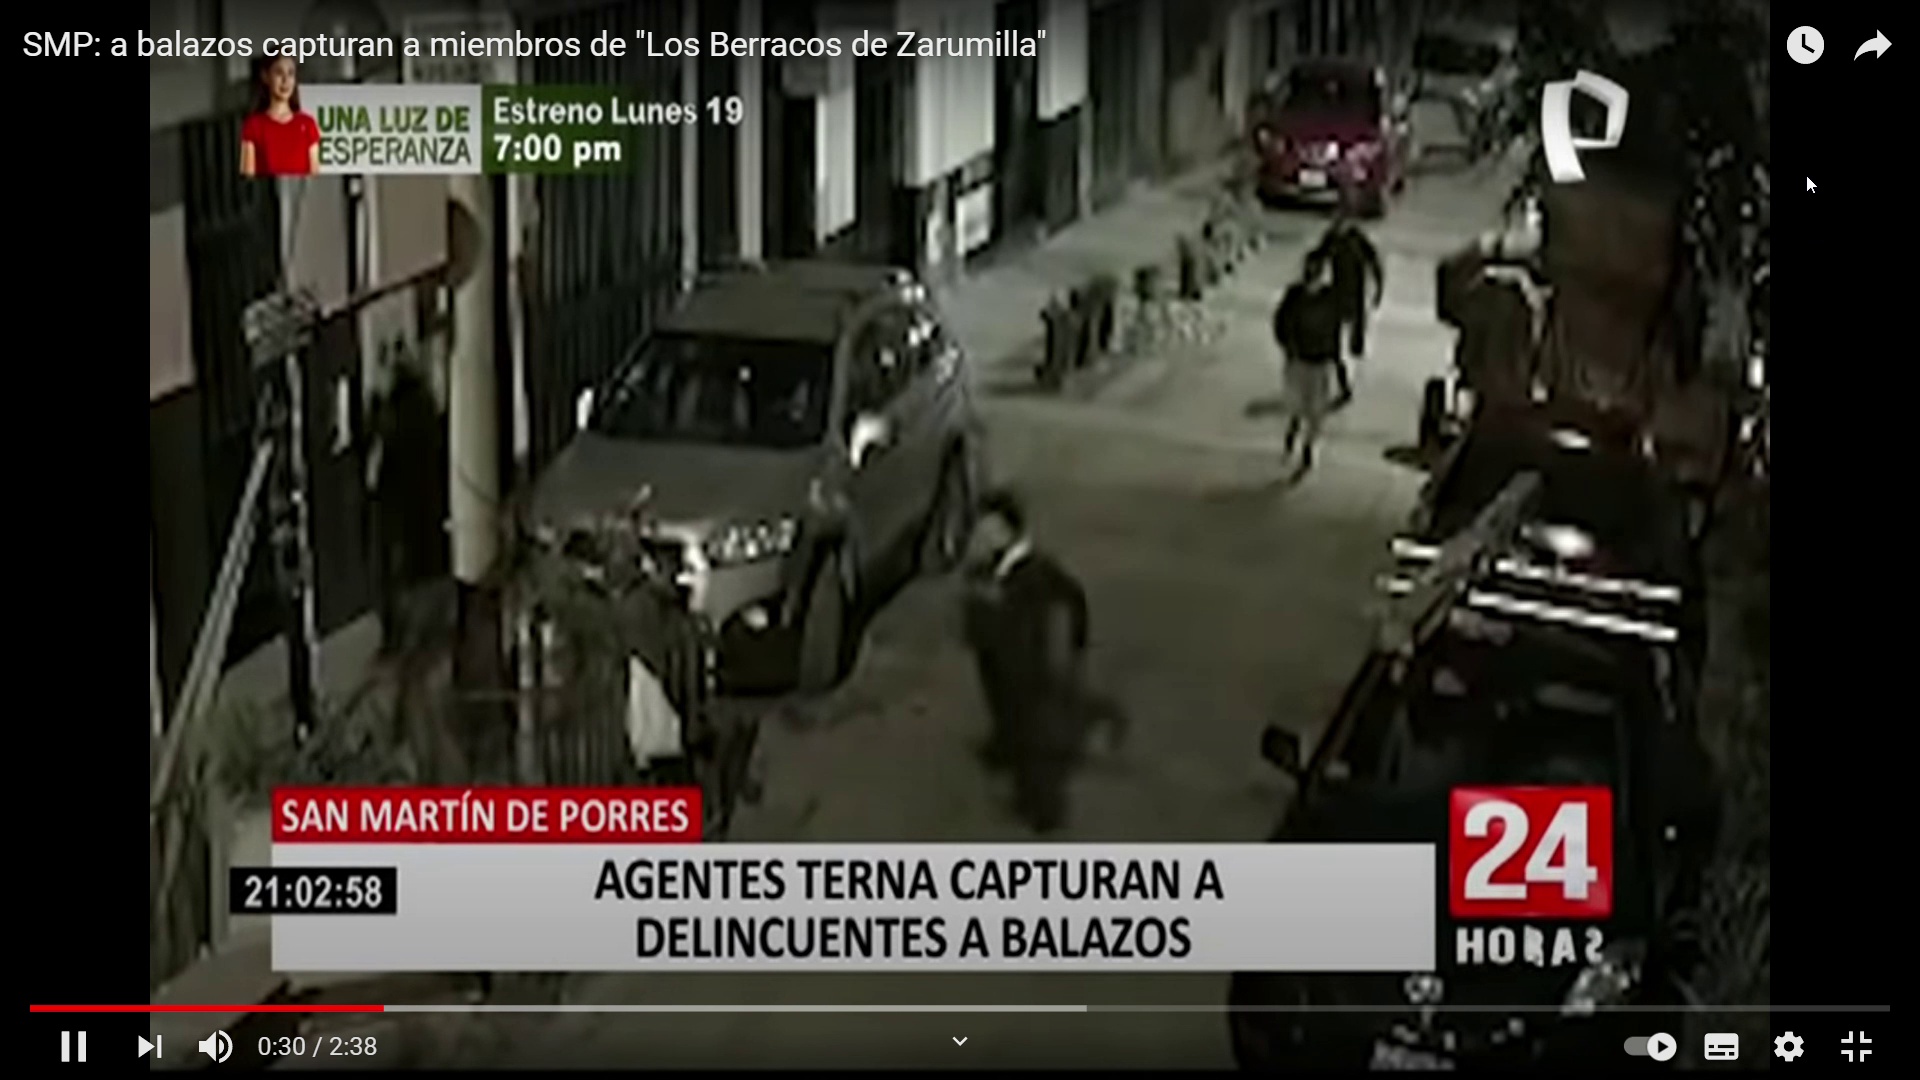 SMP: a balazos capturan a miembros de "Los Berracos de Zarumilla"
UNA LUZ DE
ESPERANZA
Estreno Lunes 19
7:00 pm
SAN MARTÍN DE PORRES
21:02:58
AGENTES TERNA CAPTURAN A
DELINCUENTES A BALAZOS
24
HORAS
0:30 / 2:38